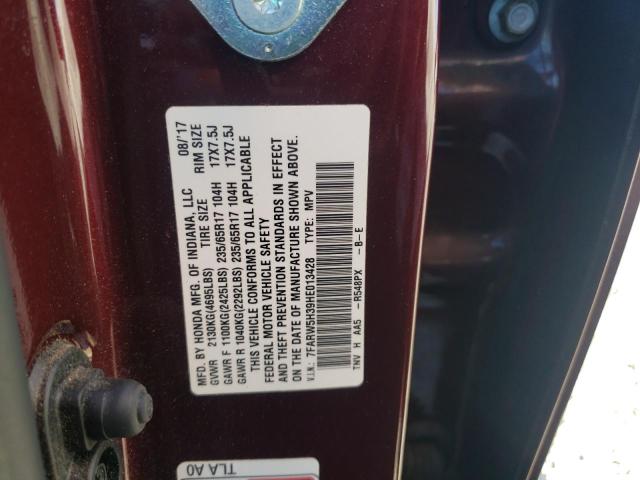 MFD. BY HONDA MFG. OF INDIANA, LLC 08/'17
GVWR 2130KG(4695LBS) TIRE SIZE RIM SIZE
GAWR F 1100KG(2425LBS) 235/65R17 104H 17X7.5J
GAWR R 1040KG(2292LBS) 235/65R17 104H 17X7.5J
THIS VEHICLE CONFORMS TO ALL APPLICABLE
FEDERAL MOTOR VEHICLE SAFETY
AND THEFT PREVENTION STANDARDS IN EFFECT
ON THE DATE OF MANUFACTURE SHOWN ABOVE.
V.I.N.: 7FARW5H39HE013428 TYPE: MPV
TNV H AA5 -R548PX -B-E
TLA A0